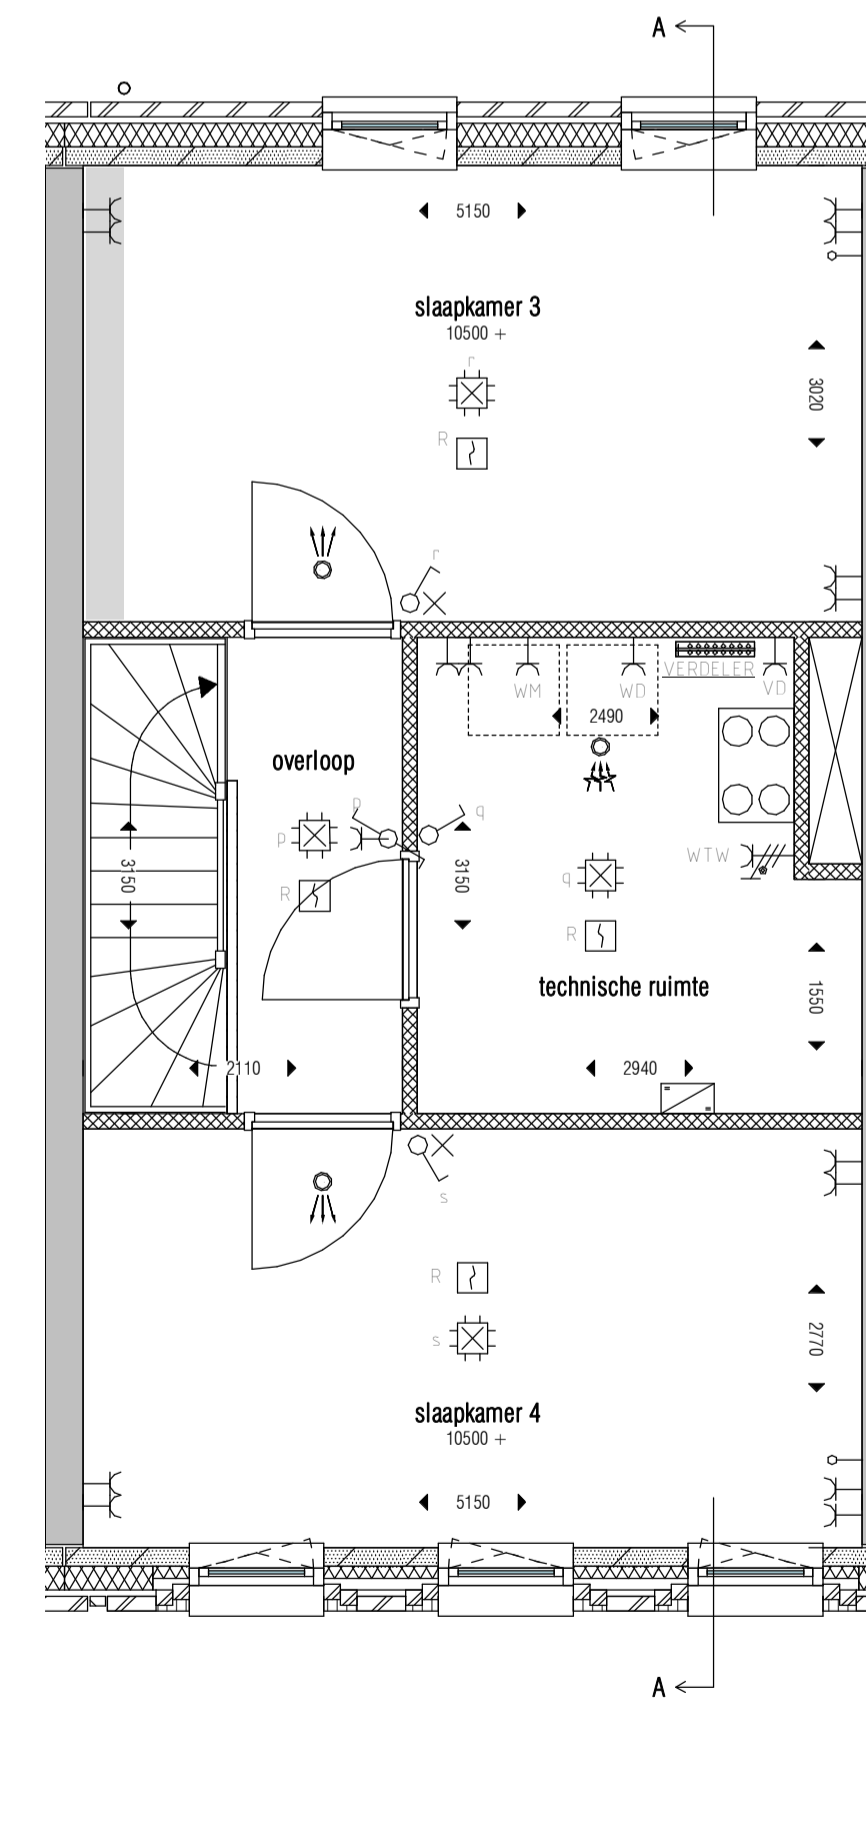 A
5150
slaapkamer 3
10500 +
r
3020
R
r
WM
WD
VERDELER
VD
2490
overloop
p
q
p
3150
3150
WTW
q
R
R
technische ruimte
1550
2110
2940
s
R
2770
s
slaapkamer 4
10500 +
5150
A